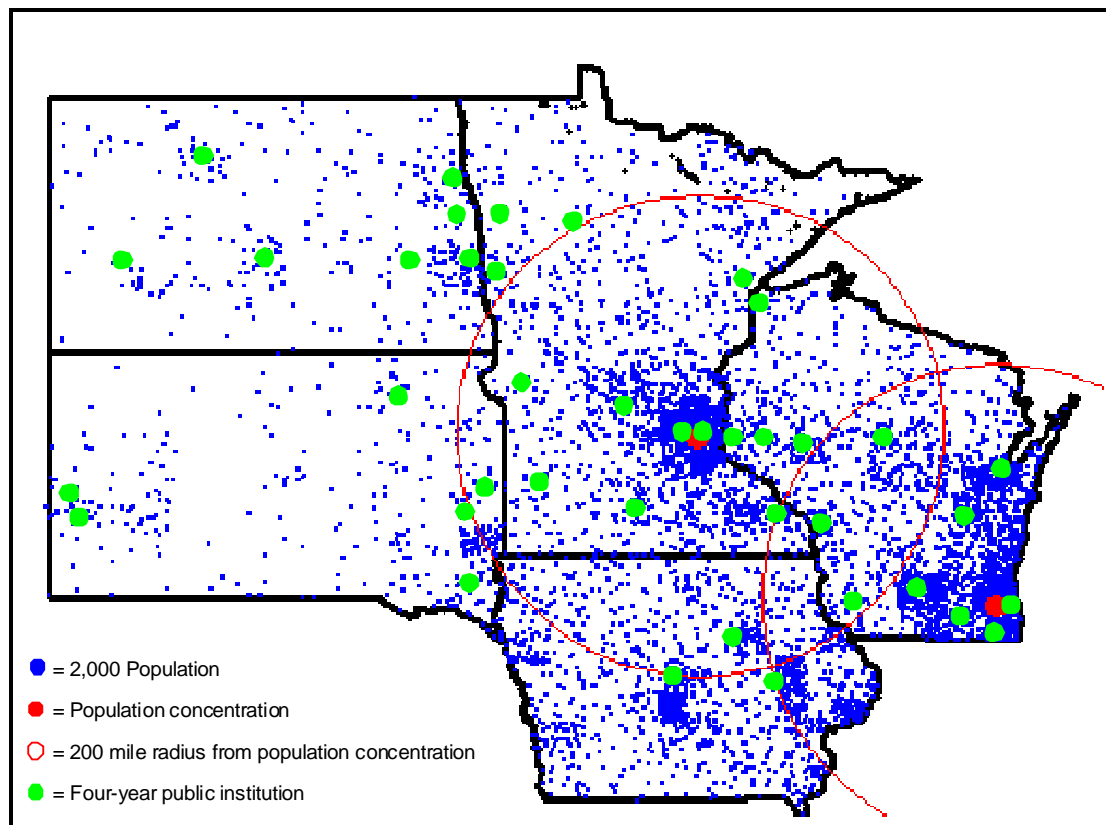 = 2,000 Population
= Population concentration
= 200 mile radius from population concentration
= Four-year public institution